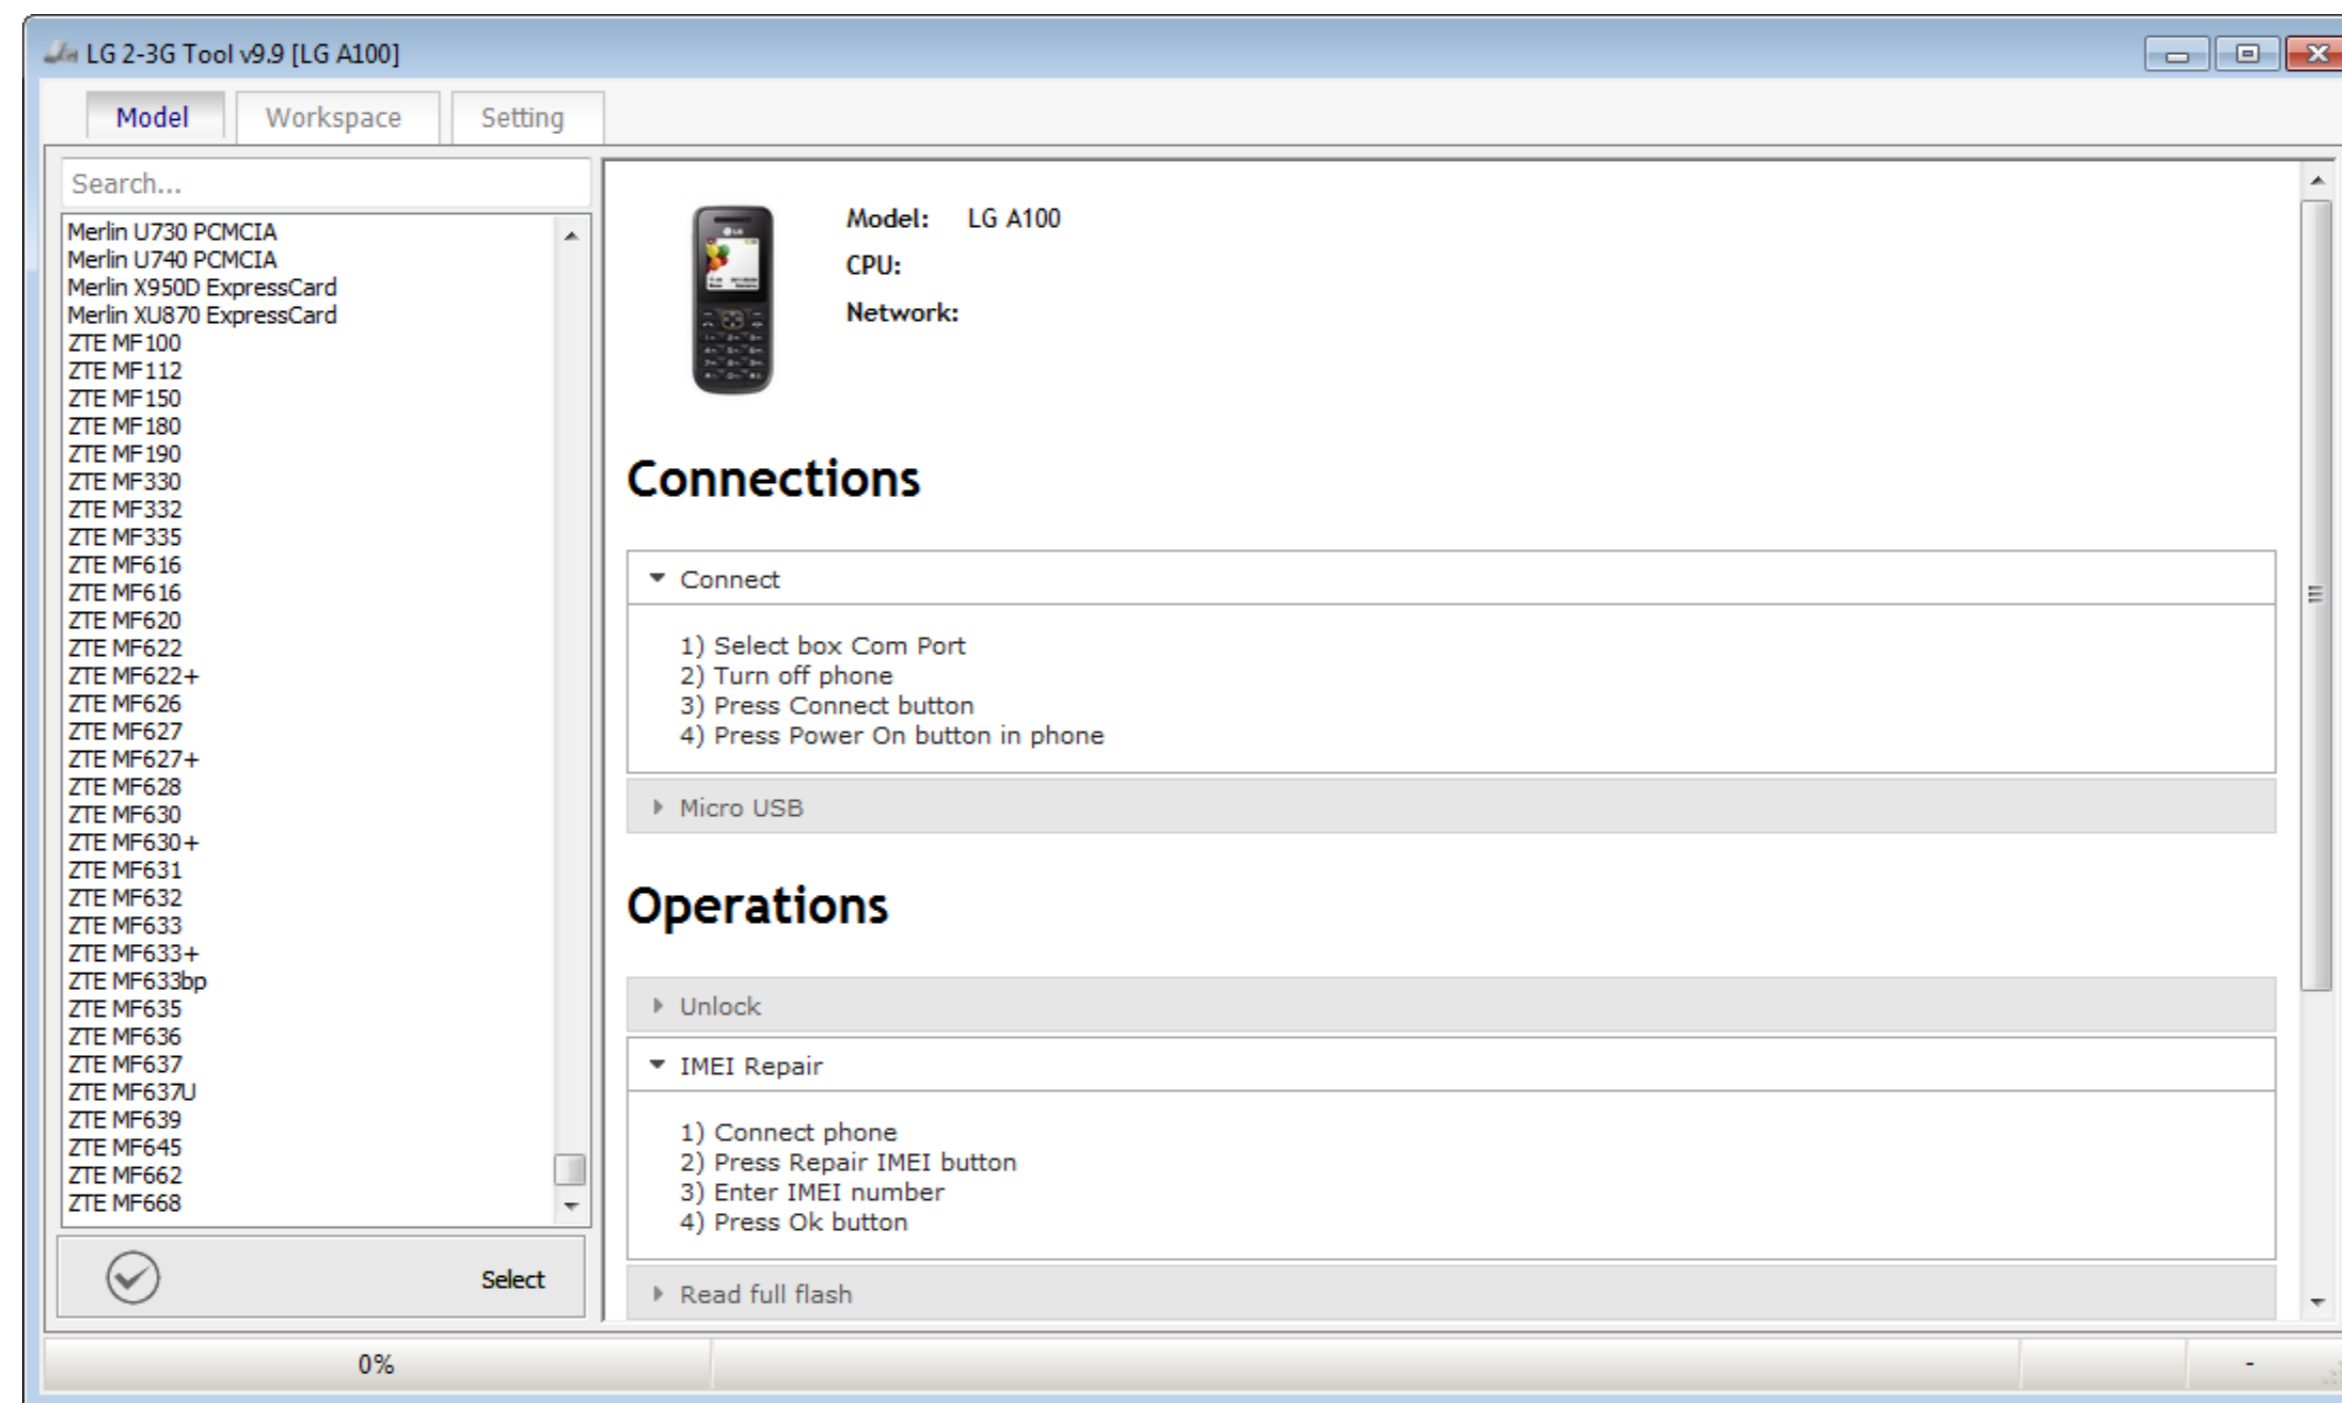 LG 2-3G Tool v9.9 [LG A100]
Model
Workspace
Setting
Search...
Merlin U730 PCMCIA
Merlin U740 PCMCIA
Merlin X950D ExpressCard
Merlin XU870 ExpressCard
ZTE MF100
ZTE MF112
ZTE MF150
ZTE MF180
ZTE MF190
ZTE MF330
ZTE MF332
ZTE MF335
ZTE MF616
ZTE MF616
ZTE MF620
ZTE MF622
ZTE MF622+
ZTE MF626
ZTE MF627
ZTE MF627+
ZTE MF628
ZTE MF630
ZTE MF630+
ZTE MF631
ZTE MF632
ZTE MF633
ZTE MF633+
ZTE MF633bp
ZTE MF635
ZTE MF636
ZTE MF637
ZTE MF637U
ZTE MF639
ZTE MF645
ZTE MF662
ZTE MF668
Select
Model: LG A100
CPU:
Network:
Connections
Connect
1) Select box Com Port
2) Turn off phone
3) Press Connect button
4) Press Power On button in phone
Micro USB
Operations
Unlock
IMEI Repair
1) Connect phone
2) Press Repair IMEI button
3) Enter IMEI number
4) Press Ok button
Read full flash
0%
-